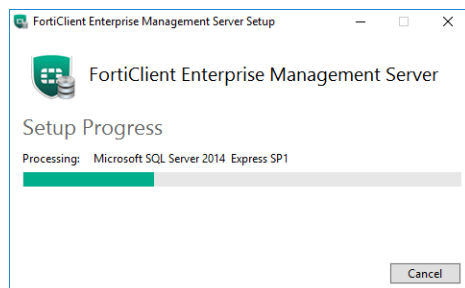 FortiClient Enterprise Management Server Setup
FortiClient Enterprise Management Server
Setup Progress
Processing: Microsoft SQL Server 2014 Express SP1
Cancel